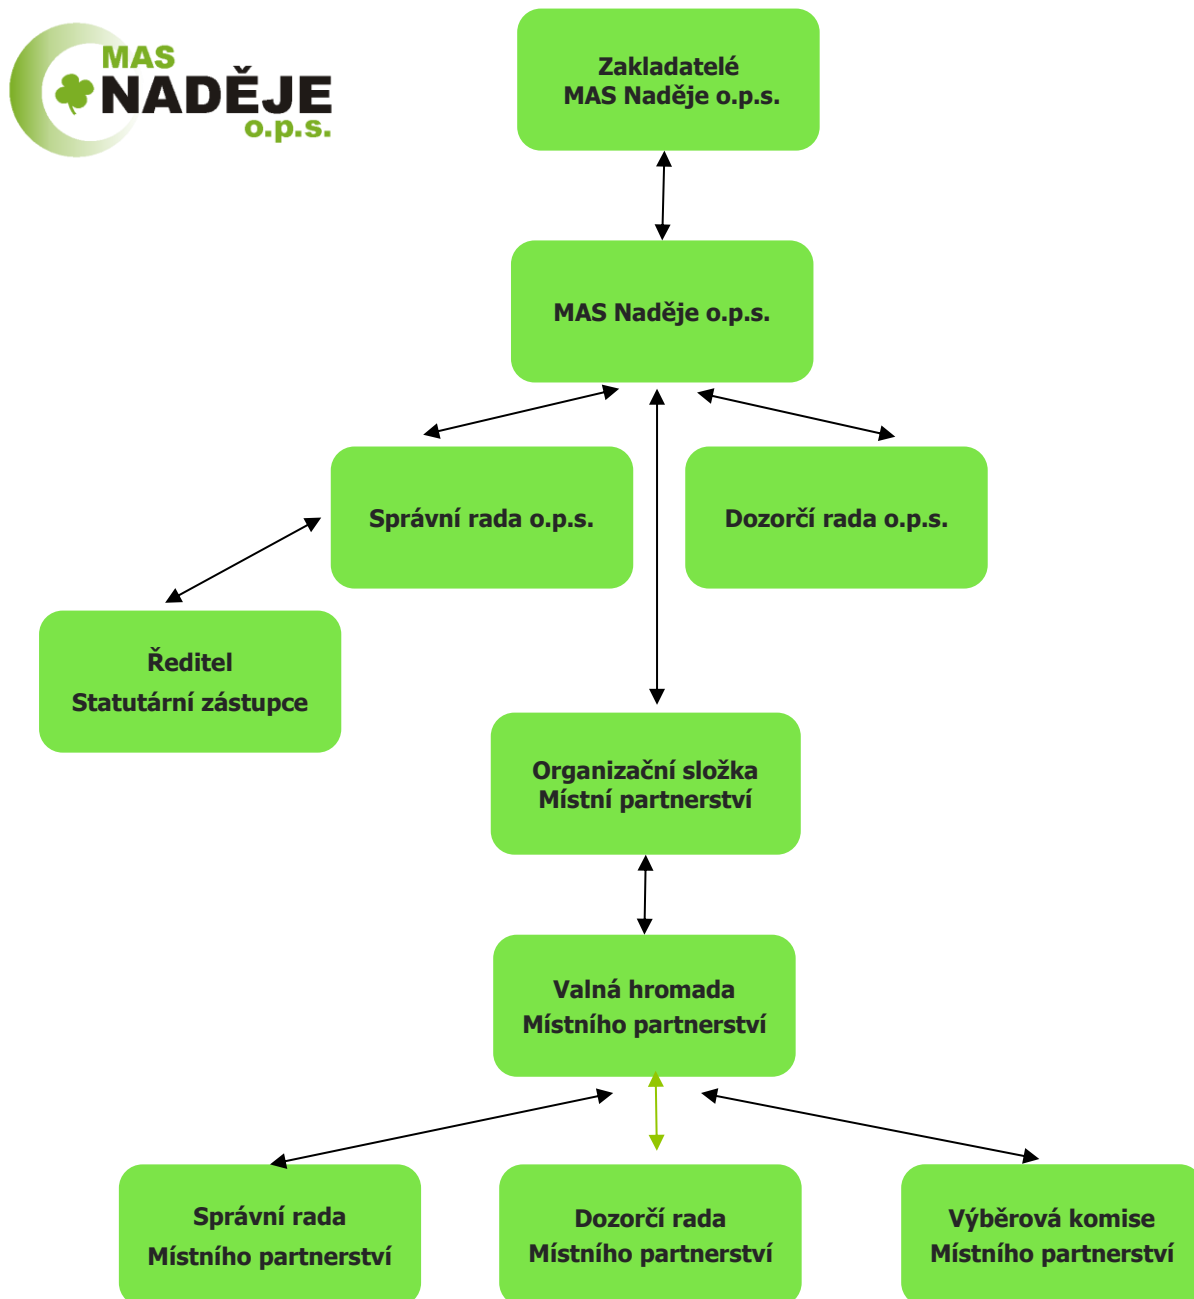 MAS
NADĚJE
o.p.s.
Zakladatelé
MAS Naděje o.p.s.
MAS Naděje o.p.s.
Správní rada o.p.s.
Dozorčí rada o.p.s.
Ředitel
Statutární zástupce
Organizační složka
Místní partnerství
Valná hromada
Místního partnerství
Správní rada
Místního partnerství
Dozorčí rada
Místního partnerství
Výběrová komise
Místního partnerství